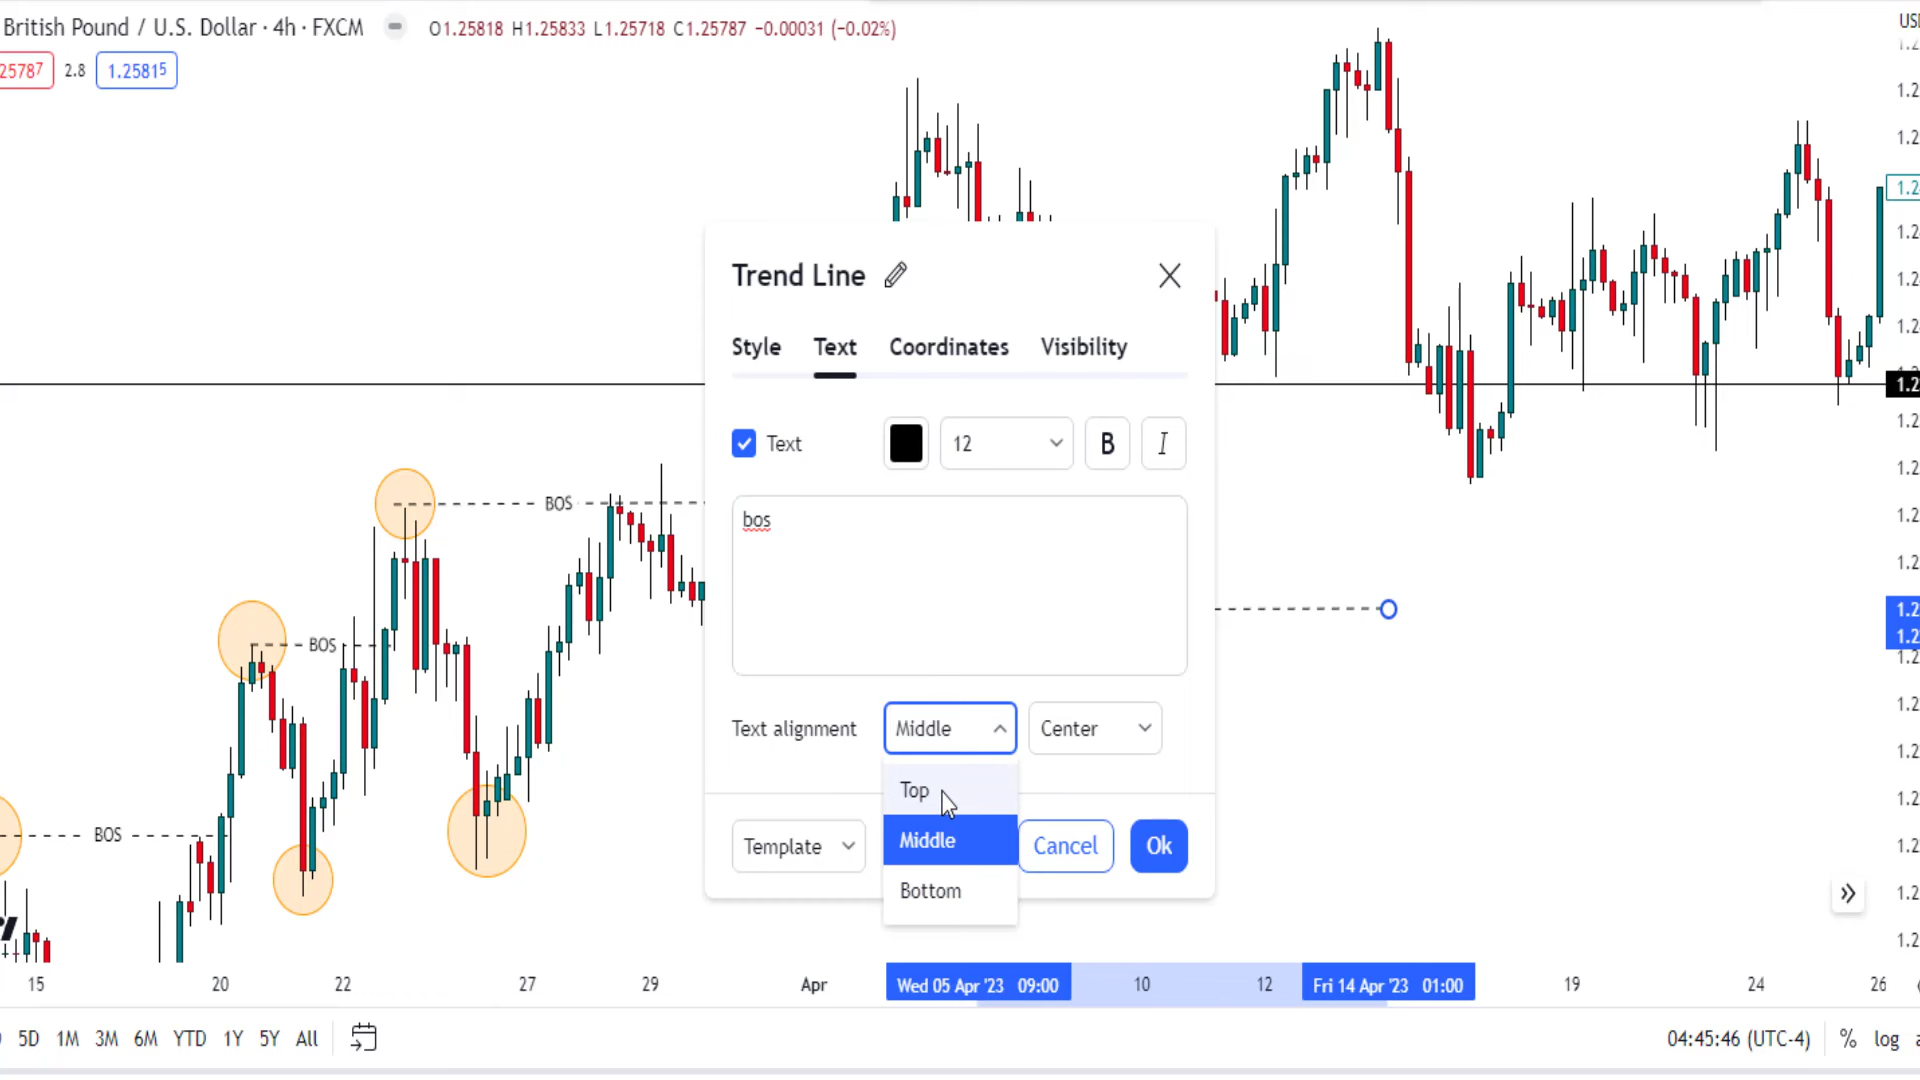 British Pound / U.S. Dollar · 4h · FXCM O1.25818 H1.25833 L1.25718 C1.25787 −0.00031 (−0.02%)
25787 2.8 1.25815
Trend Line
Style Text Coordinates Visibility
Text 12 B I
bos
BOS
BOS
BOS
Text alignment Middle Center
Top
Middle
Bottom
Template Cancel Ok
15 20 22 27 29 Apr Wed 05 Apr '23 09:00 10 12 Fri 14 Apr '23 01:00 19 24 26
5D 1M 3M 6M YTD 1Y 5Y All 04:45:46 (UTC-4) % log